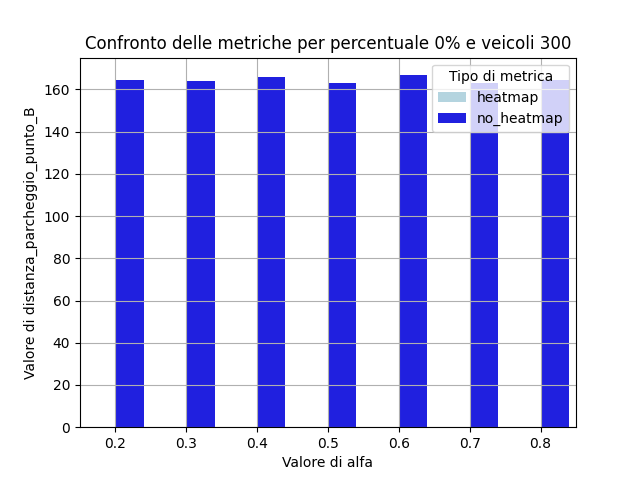 Confronto delle metriche per percentuale 0% e veicoli 300
Valore di distanza_parcheggio_punto_B
160
140
120
100
80
60
40
20
0
Tipo di metrica
heatmap
no_heatmap
0.2 0.3 0.4 0.5 0.6 0.7 0.8
Valore di alfa